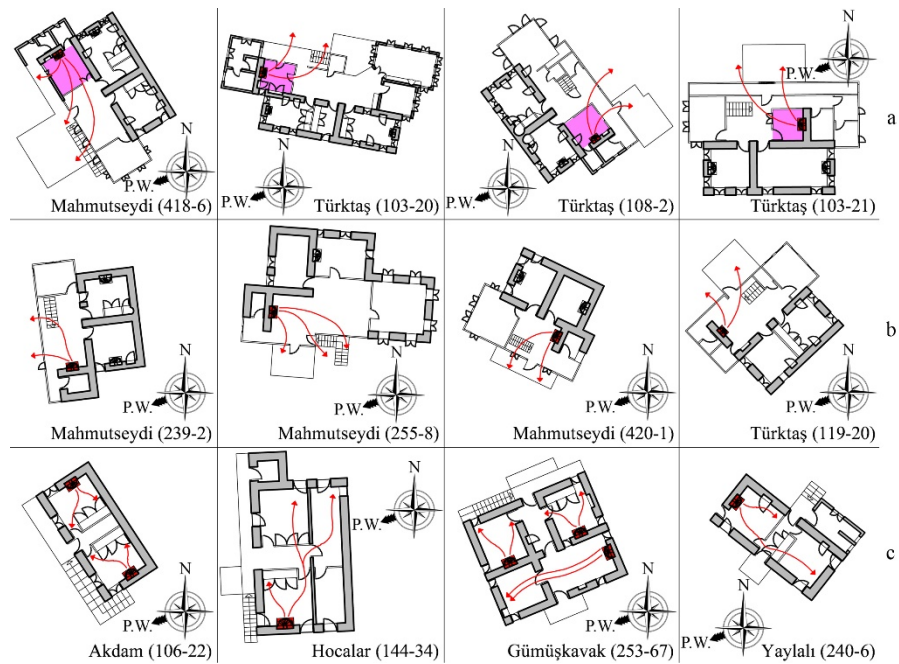 N
P.W.
Mahmutseydi (418-6)
N
P.W.
Türktaş (103-20)
N
P.W.
Türktaş (108-2)
N
P.W.
Türktaş (103-21)
a
N
P.W.
Mahmutseydi (239-2)
N
P.W.
Mahmutseydi (255-8)
N
P.W.
Mahmutseydi (420-1)
N
P.W.
Türktaş (119-20)
b
N
P.W.
Akdam (106-22)
N
P.W.
Hocalar (144-34)
N
P.W.
Gümüşkavak (253-67)
N
P.W.
Yaylalı (240-6)
c